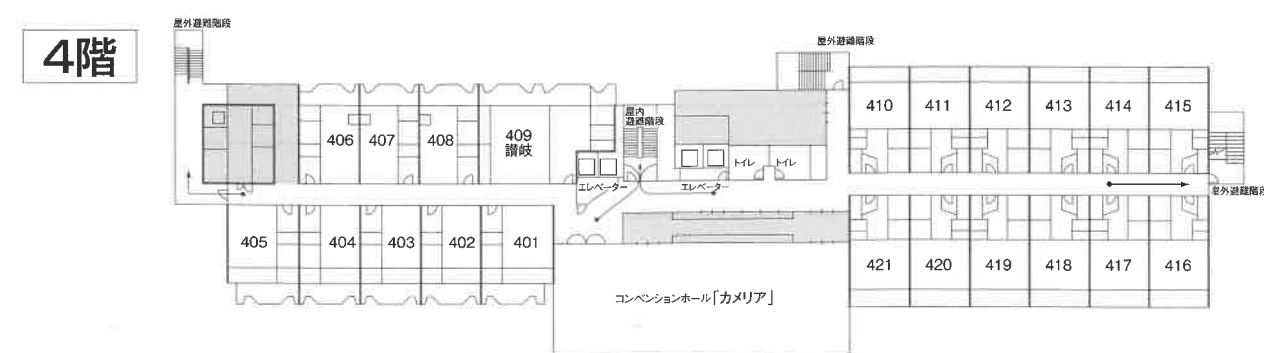 4階
屋外避難階段
屋外避難階段
410 411 412 413 414 415
屋内
避難階段
406 407 408 409
讃岐
トイレ トイレ
エレベーター エレベーター
屋外避難階段
405 404 403 402 401
421 420 419 418 417 416
コンベンションホール「カメリア」